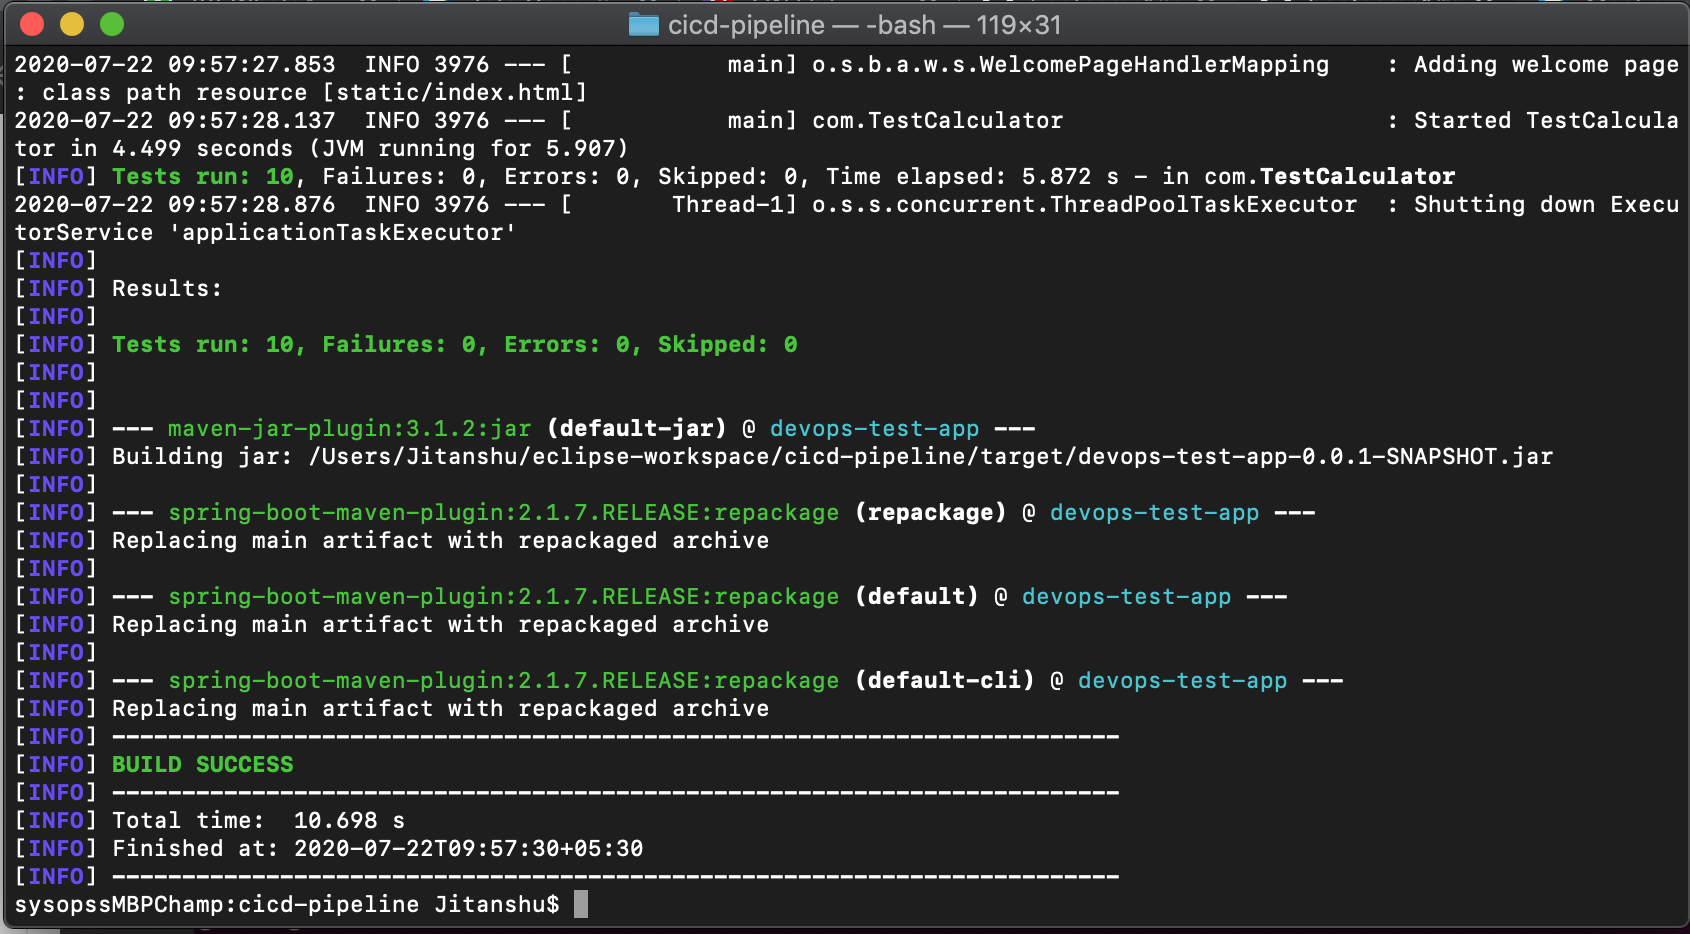 cicd-pipeline — -bash — 119×31
2020-07-22 09:57:27.853  INFO 3976 --- [           main] o.s.b.a.w.s.WelcomePageHandlerMapping    : Adding welcome page
: class path resource [static/index.html]
2020-07-22 09:57:28.137  INFO 3976 --- [           main] com.TestCalculator                       : Started TestCalcula
tor in 4.499 seconds (JVM running for 5.907)
[INFO] Tests run: 10, Failures: 0, Errors: 0, Skipped: 0, Time elapsed: 5.872 s - in com.TestCalculator
2020-07-22 09:57:28.876  INFO 3976 --- [       Thread-1] o.s.s.concurrent.ThreadPoolTaskExecutor  : Shutting down Execu
torService 'applicationTaskExecutor'
[INFO]
[INFO] Results:
[INFO]
[INFO] Tests run: 10, Failures: 0, Errors: 0, Skipped: 0
[INFO]
[INFO]
[INFO] --- maven-jar-plugin:3.1.2:jar (default-jar) @ devops-test-app ---
[INFO] Building jar: /Users/Jitanshu/eclipse-workspace/cicd-pipeline/target/devops-test-app-0.0.1-SNAPSHOT.jar
[INFO]
[INFO] --- spring-boot-maven-plugin:2.1.7.RELEASE:repackage (repackage) @ devops-test-app ---
[INFO] Replacing main artifact with repackaged archive
[INFO]
[INFO] --- spring-boot-maven-plugin:2.1.7.RELEASE:repackage (default) @ devops-test-app ---
[INFO] Replacing main artifact with repackaged archive
[INFO]
[INFO] --- spring-boot-maven-plugin:2.1.7.RELEASE:repackage (default-cli) @ devops-test-app ---
[INFO] Replacing main artifact with repackaged archive
[INFO] ------------------------------------------------------------------------
[INFO] BUILD SUCCESS
[INFO] ------------------------------------------------------------------------
[INFO] Total time:  10.698 s
[INFO] Finished at: 2020-07-22T09:57:30+05:30
[INFO] ------------------------------------------------------------------------
sysopssMBPChamp:cicd-pipeline Jitanshu$